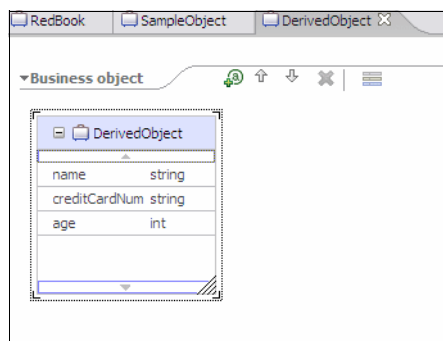 RedBook SampleObject DerivedObject
Business object
DerivedObject
name string
creditCardNum string
age int